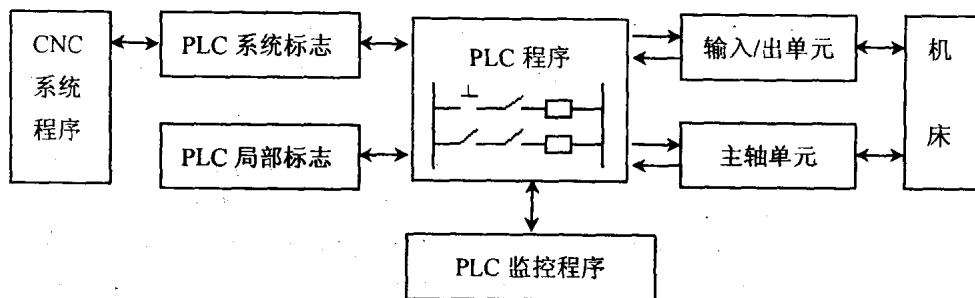 CNC
系统
程序
PLC 系统标志
PLC 局部标志
PLC 程序
输入/出单元
主轴单元
机
床
PLC 监控程序